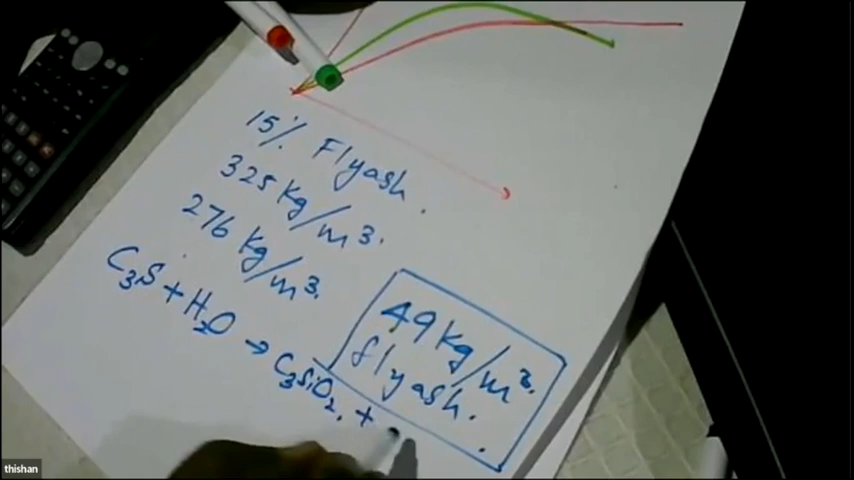 15% Flyash.
325 Kg/m3.
276 Kg/m3.
C3S + H2O → C3SiO2. +
49 Kg/m3.
flyash.
thishan